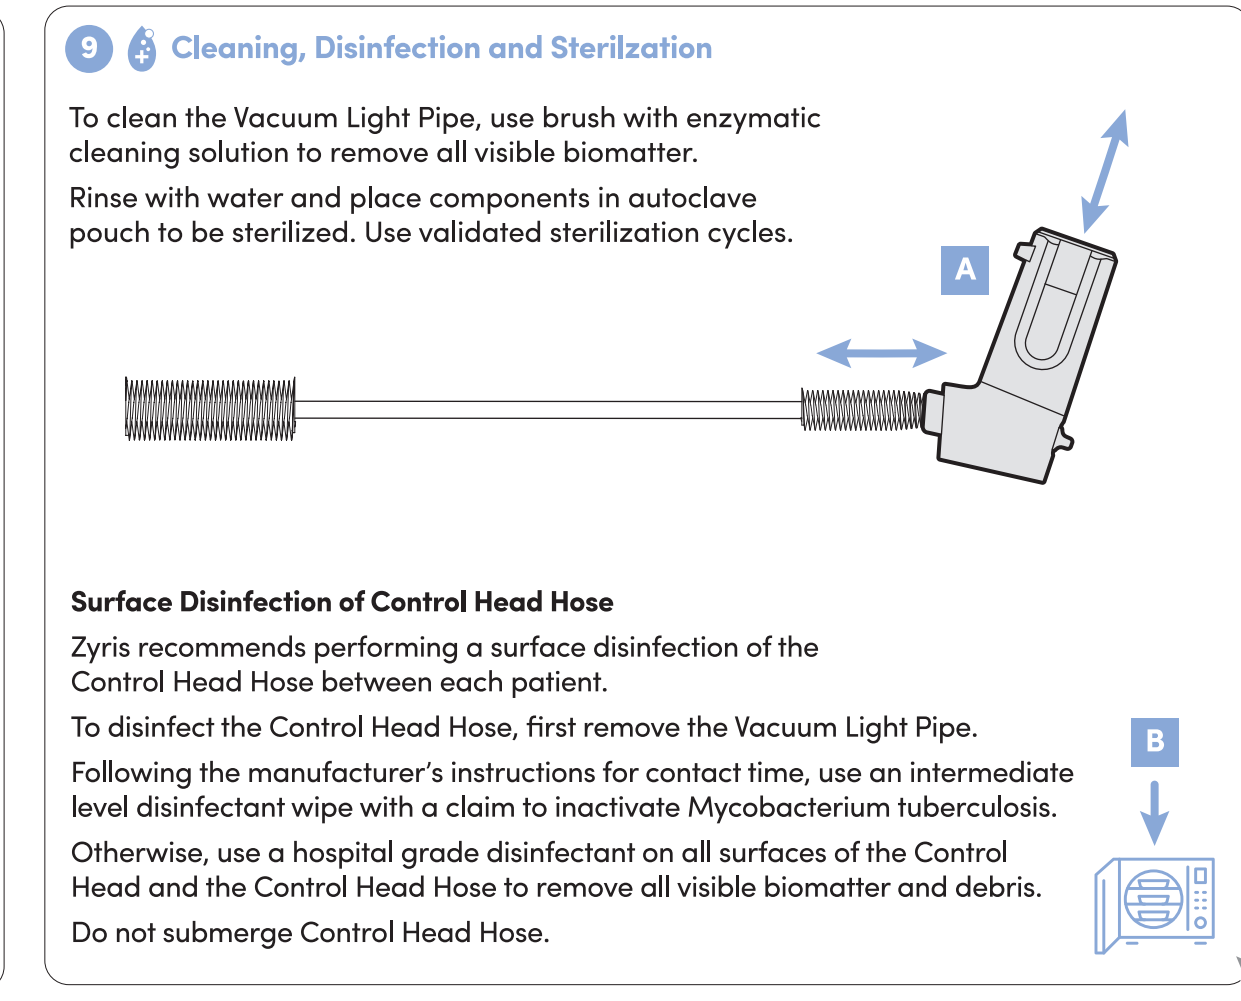 9 Cleaning, Disinfection and Sterilzation
To clean the Vacuum Light Pipe, use brush with enzymatic
cleaning solution to remove all visible biomatter.
Rinse with water and place components in autoclave
pouch to be sterilized. Use validated sterilization cycles.
A
Surface Disinfection of Control Head Hose
Zyris recommends performing a surface disinfection of the
Control Head Hose between each patient.
To disinfect the Control Head Hose, first remove the Vacuum Light Pipe.
B
Following the manufacturer's instructions for contact time, use an intermediate
level disinfectant wipe with a claim to inactivate Mycobacterium tuberculosis.
Otherwise, use a hospital grade disinfectant on all surfaces of the Control
Head and the Control Head Hose to remove all visible biomatter and debris.
Do not submerge Control Head Hose.